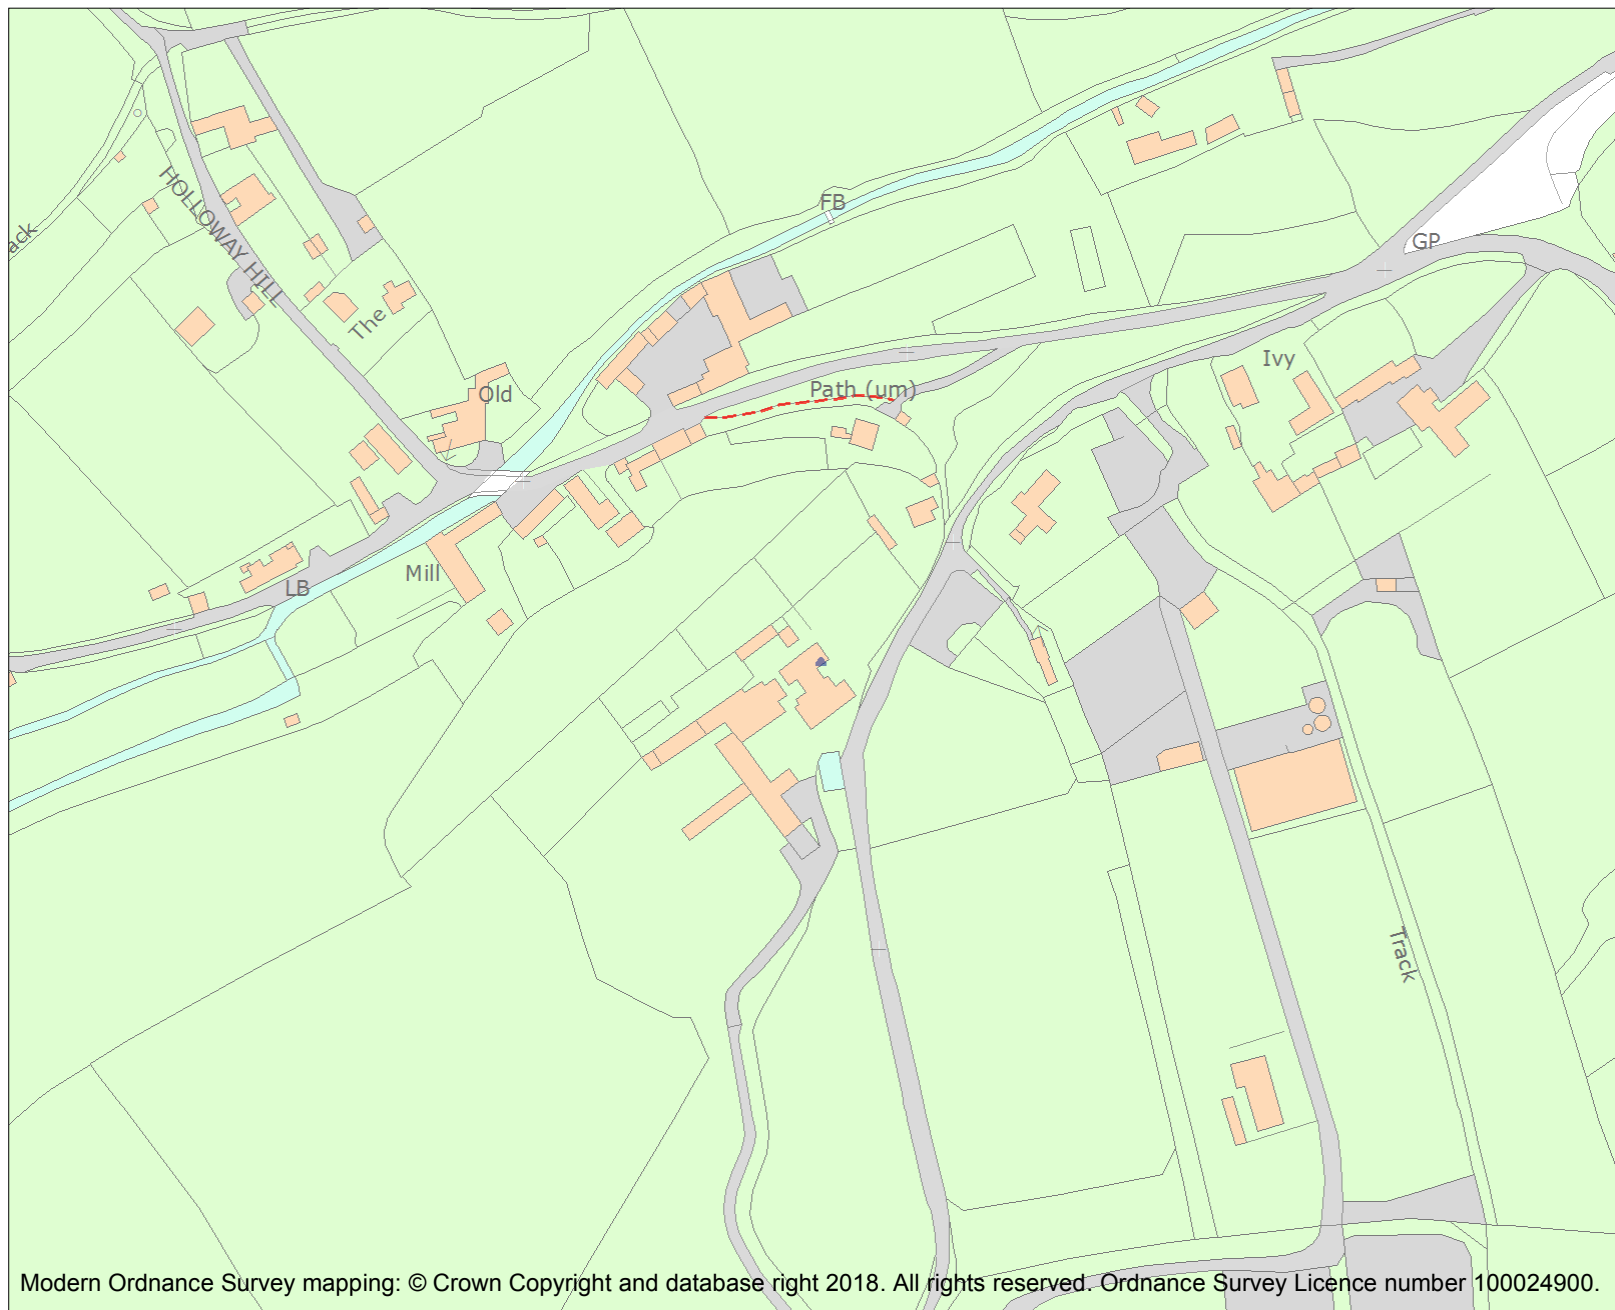 FB
HOLLOWAY HILL
ack
GP
The
Ivy
Path (um)
Old
Mill
LB
Track
Modern Ordnance Survey mapping: © Crown Copyright and database right 2018. All rights reserved. Ordnance Survey Licence number 100024900.